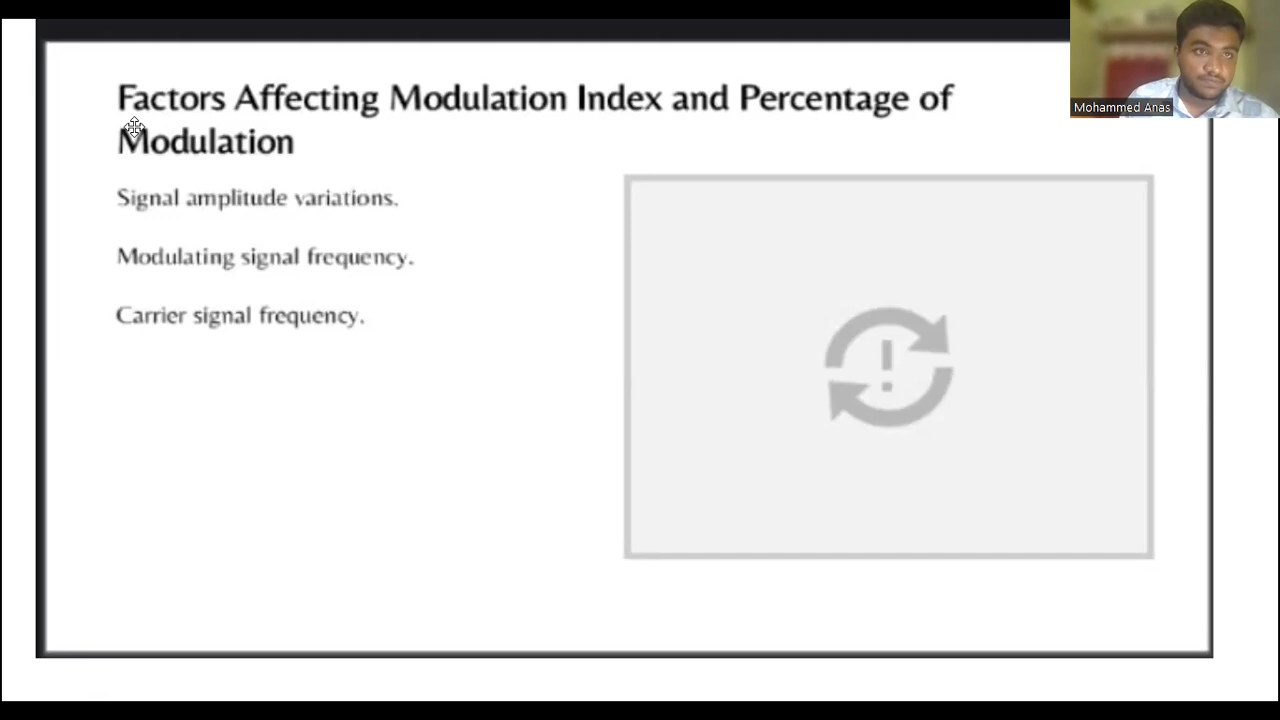 Factors Affecting Modulation Index and Percentage of
Modulation
Signal amplitude variations.
Modulating signal frequency.
Carrier signal frequency.
Mohammed Anas